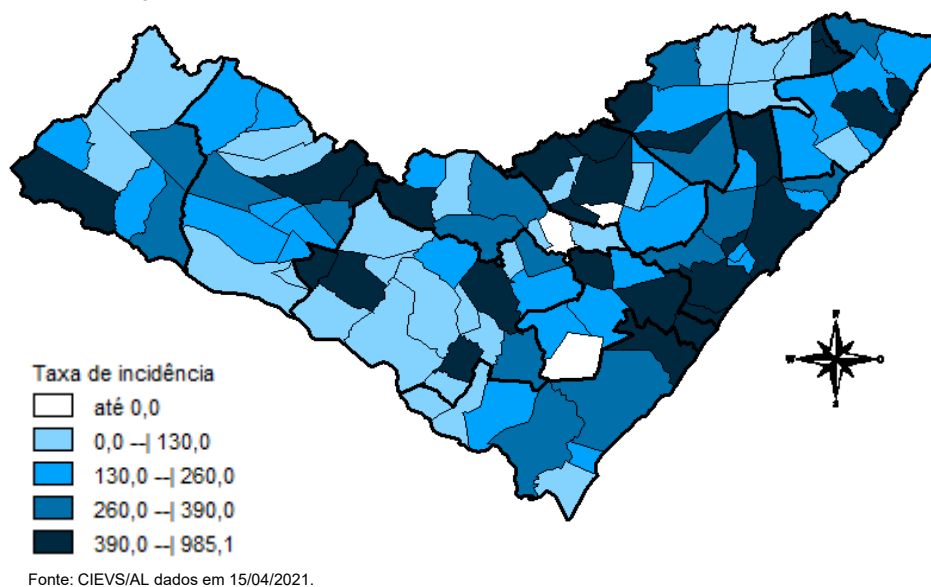 N
W
O
S
Taxa de incidência
até 0,0
0,0 --| 130,0
130,0 --| 260,0
260,0 --| 390,0
390,0 --| 985,1
Fonte: CIEVS/AL dados em 15/04/2021.